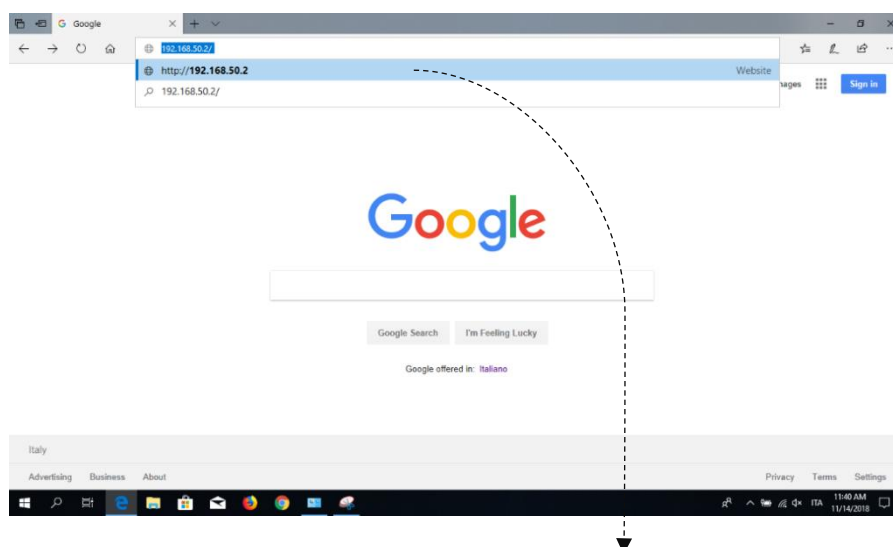 Google
192.168.50.2/
http://192.168.50.2 Website
192.168.50.2/
Sign in
Google
Google Search I'm Feeling Lucky
Google offered in: Italiano
Italy
Advertising Business About Privacy Terms Settings
ITA 11:40 AM
11/14/2018